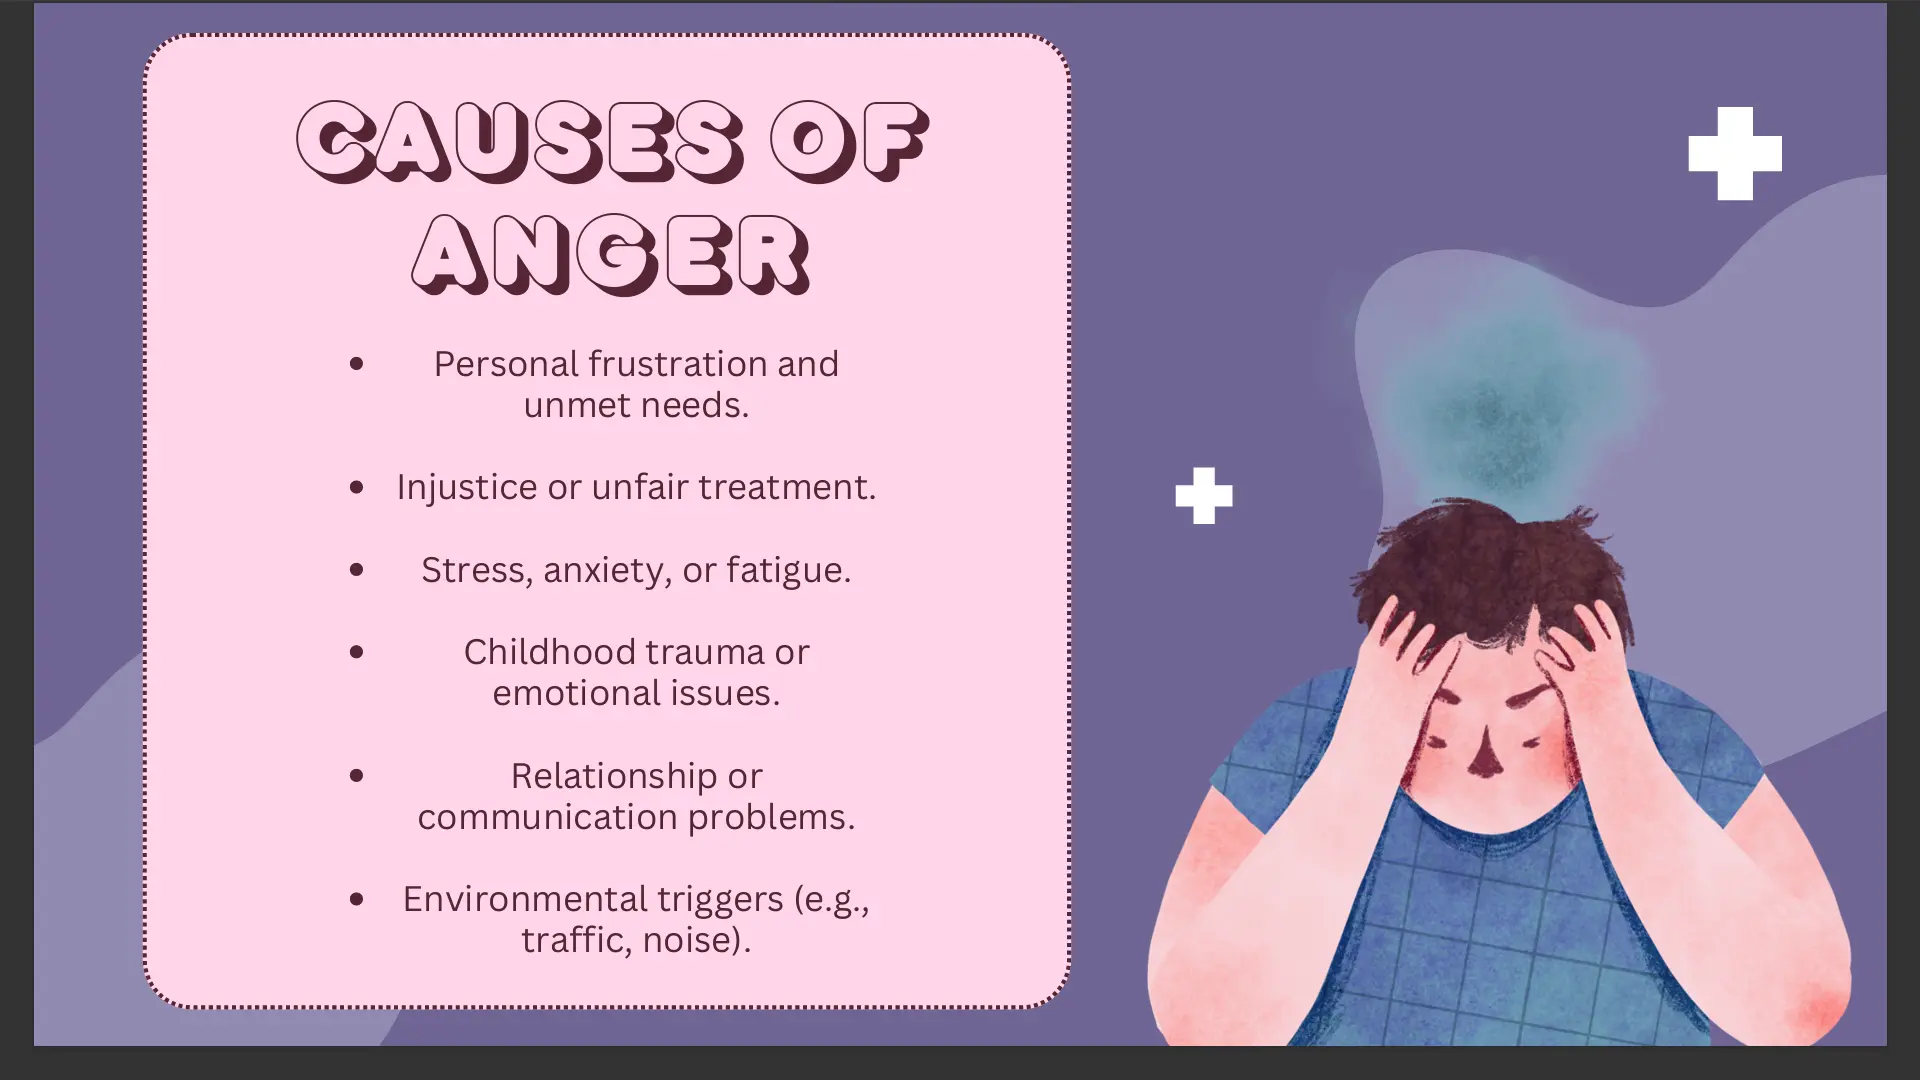 CAUSES OF
ANGER
• Personal frustration and
unmet needs.
• Injustice or unfair treatment.
• Stress, anxiety, or fatigue.
• Childhood trauma or
emotional issues.
• Relationship or
communication problems.
• Environmental triggers (e.g.,
traffic, noise).